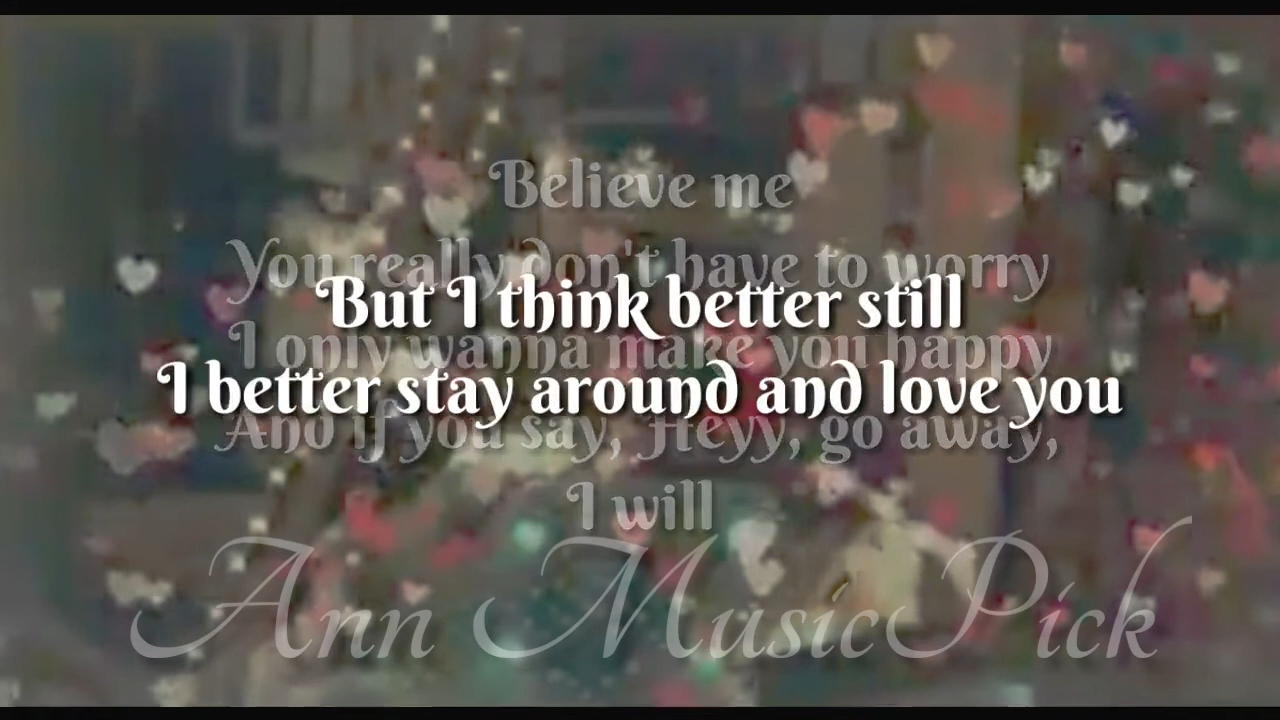 Believe me
You really don't have to worry
But I think better still
I only wanna make you happy
I better stay around and love you
And if you say, Heyy, go away,
I will
Ann MusicPick